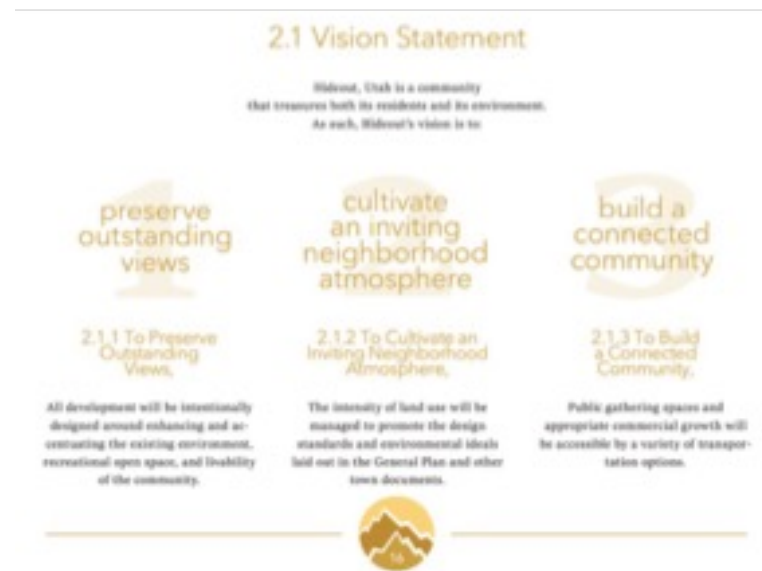 2.1 Vision Statement
Hideout, Utah is a community
that treasures both its residents and its environment.
As such, Hideout's vision is to:
1
preserve
outstanding
views
2
cultivate
an inviting
neighborhood
atmosphere
3
build a
connected
community
2.1.1 To Preserve
Outstanding
Views,
All development will be intentionally
designed around enhancing and ac-
centuating the existing environment,
recreational open space, and livability
of the community.
2.1.2 To Cultivate an
Inviting Neighborhood
Atmosphere,
The intensity of land use will be
managed to promote the design
standards and environmental ideals
laid out in the General Plan and other
town documents.
2.1.3 To Build
a Connected
Community,
Public gathering spaces and
appropriate commercial growth will
be accessible by a variety of transpor-
tation options.
16